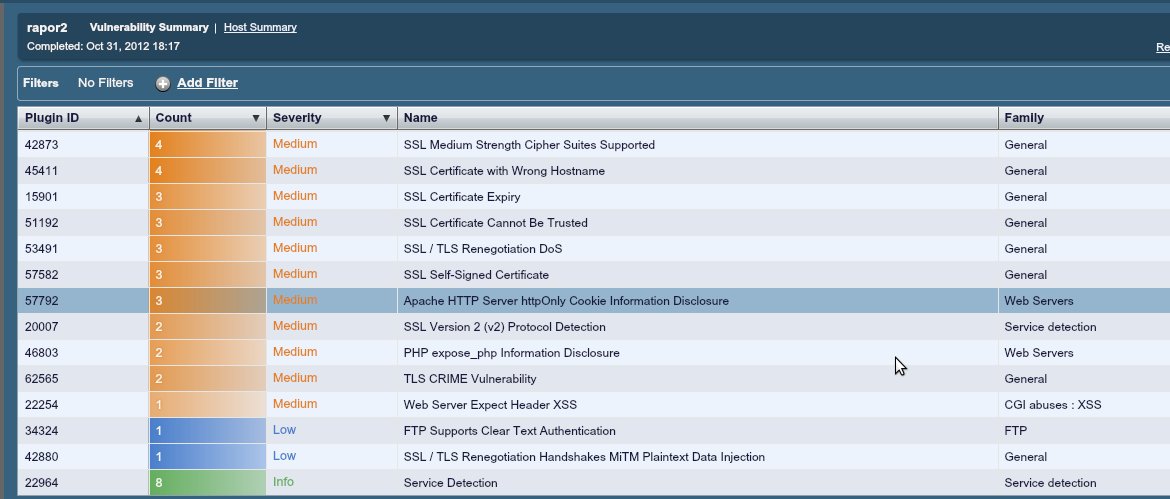 rapor2 Vulnerability Summary | Host Summary
Completed: Oct 31, 2012 18:17
Re
Filters No Filters Add Filter
Plugin ID ▲ Count ▼ Severity ▼ Name Family
42873 4 Medium SSL Medium Strength Cipher Suites Supported General
45411 4 Medium SSL Certificate with Wrong Hostname General
15901 3 Medium SSL Certificate Expiry General
51192 3 Medium SSL Certificate Cannot Be Trusted General
53491 3 Medium SSL / TLS Renegotiation DoS General
57582 3 Medium SSL Self-Signed Certificate General
57792 3 Medium Apache HTTP Server httpOnly Cookie Information Disclosure Web Servers
20007 2 Medium SSL Version 2 (v2) Protocol Detection Service detection
46803 2 Medium PHP expose_php Information Disclosure Web Servers
62565 2 Medium TLS CRIME Vulnerability General
22254 1 Medium Web Server Expect Header XSS CGI abuses : XSS
34324 1 Low FTP Supports Clear Text Authentication FTP
42880 1 Low SSL / TLS Renegotiation Handshakes MiTM Plaintext Data Injection General
22964 8 Info Service Detection Service detection